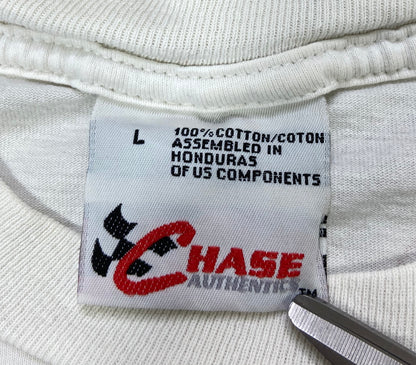 L
100% COTTON/COTON
ASSEMBLED IN
HONDURAS
OF US COMPONENTS
CHASE
AUTHENTICS
TM